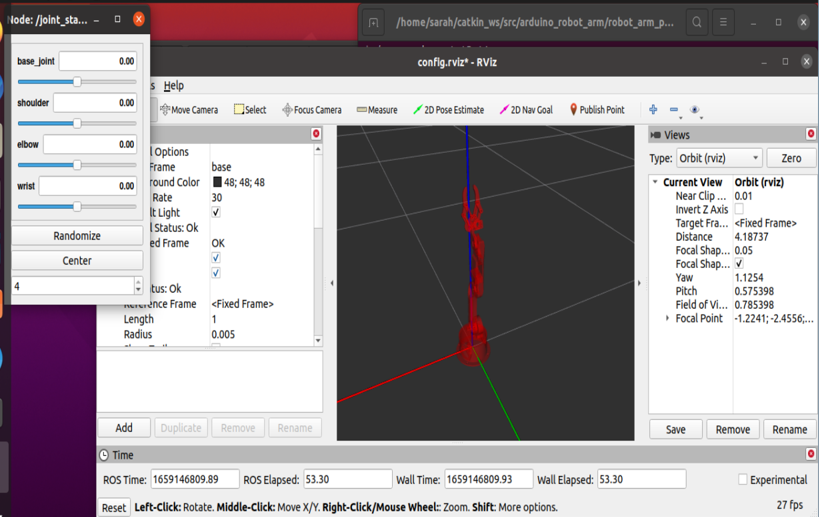 Node: /joint_sta...
base_joint 0.00
shoulder 0.00
elbow 0.00
wrist 0.00
Randomize
Center
4
/home/sarah/catkin_ws/src/arduino_robot_arm/robot_arm_p...
config.rviz* - RViz
s Help
Move Camera Select Focus Camera Measure 2D Pose Estimate 2D Nav Goal Publish Point
l Options
Frame base
round Color 48; 48; 48
Rate 30
lt Light
l Status: Ok
ed Frame OK
tus: Ok
Reference Frame <Fixed Frame>
Length 1
Radius 0.005
Add Duplicate Remove Rename
Views
Type: Orbit (rviz) Zero
Current View Orbit (rviz)
Near Clip ... 0.01
Invert Z Axis
Target Fra... <Fixed Frame>
Distance 4.18737
Focal Shap... 0.05
Focal Shap...
Yaw 1.1254
Pitch 0.575398
Field of Vi... 0.785398
Focal Point -1.2241; -2.4556;...
Save Remove Rename
Time
ROS Time: 1659146809.89 ROS Elapsed: 53.30 Wall Time: 1659146809.93 Wall Elapsed: 53.30 Experimental
Reset Left-Click: Rotate. Middle-Click: Move X/Y. Right-Click/Mouse Wheel:: Zoom. Shift: More options. 27 fps